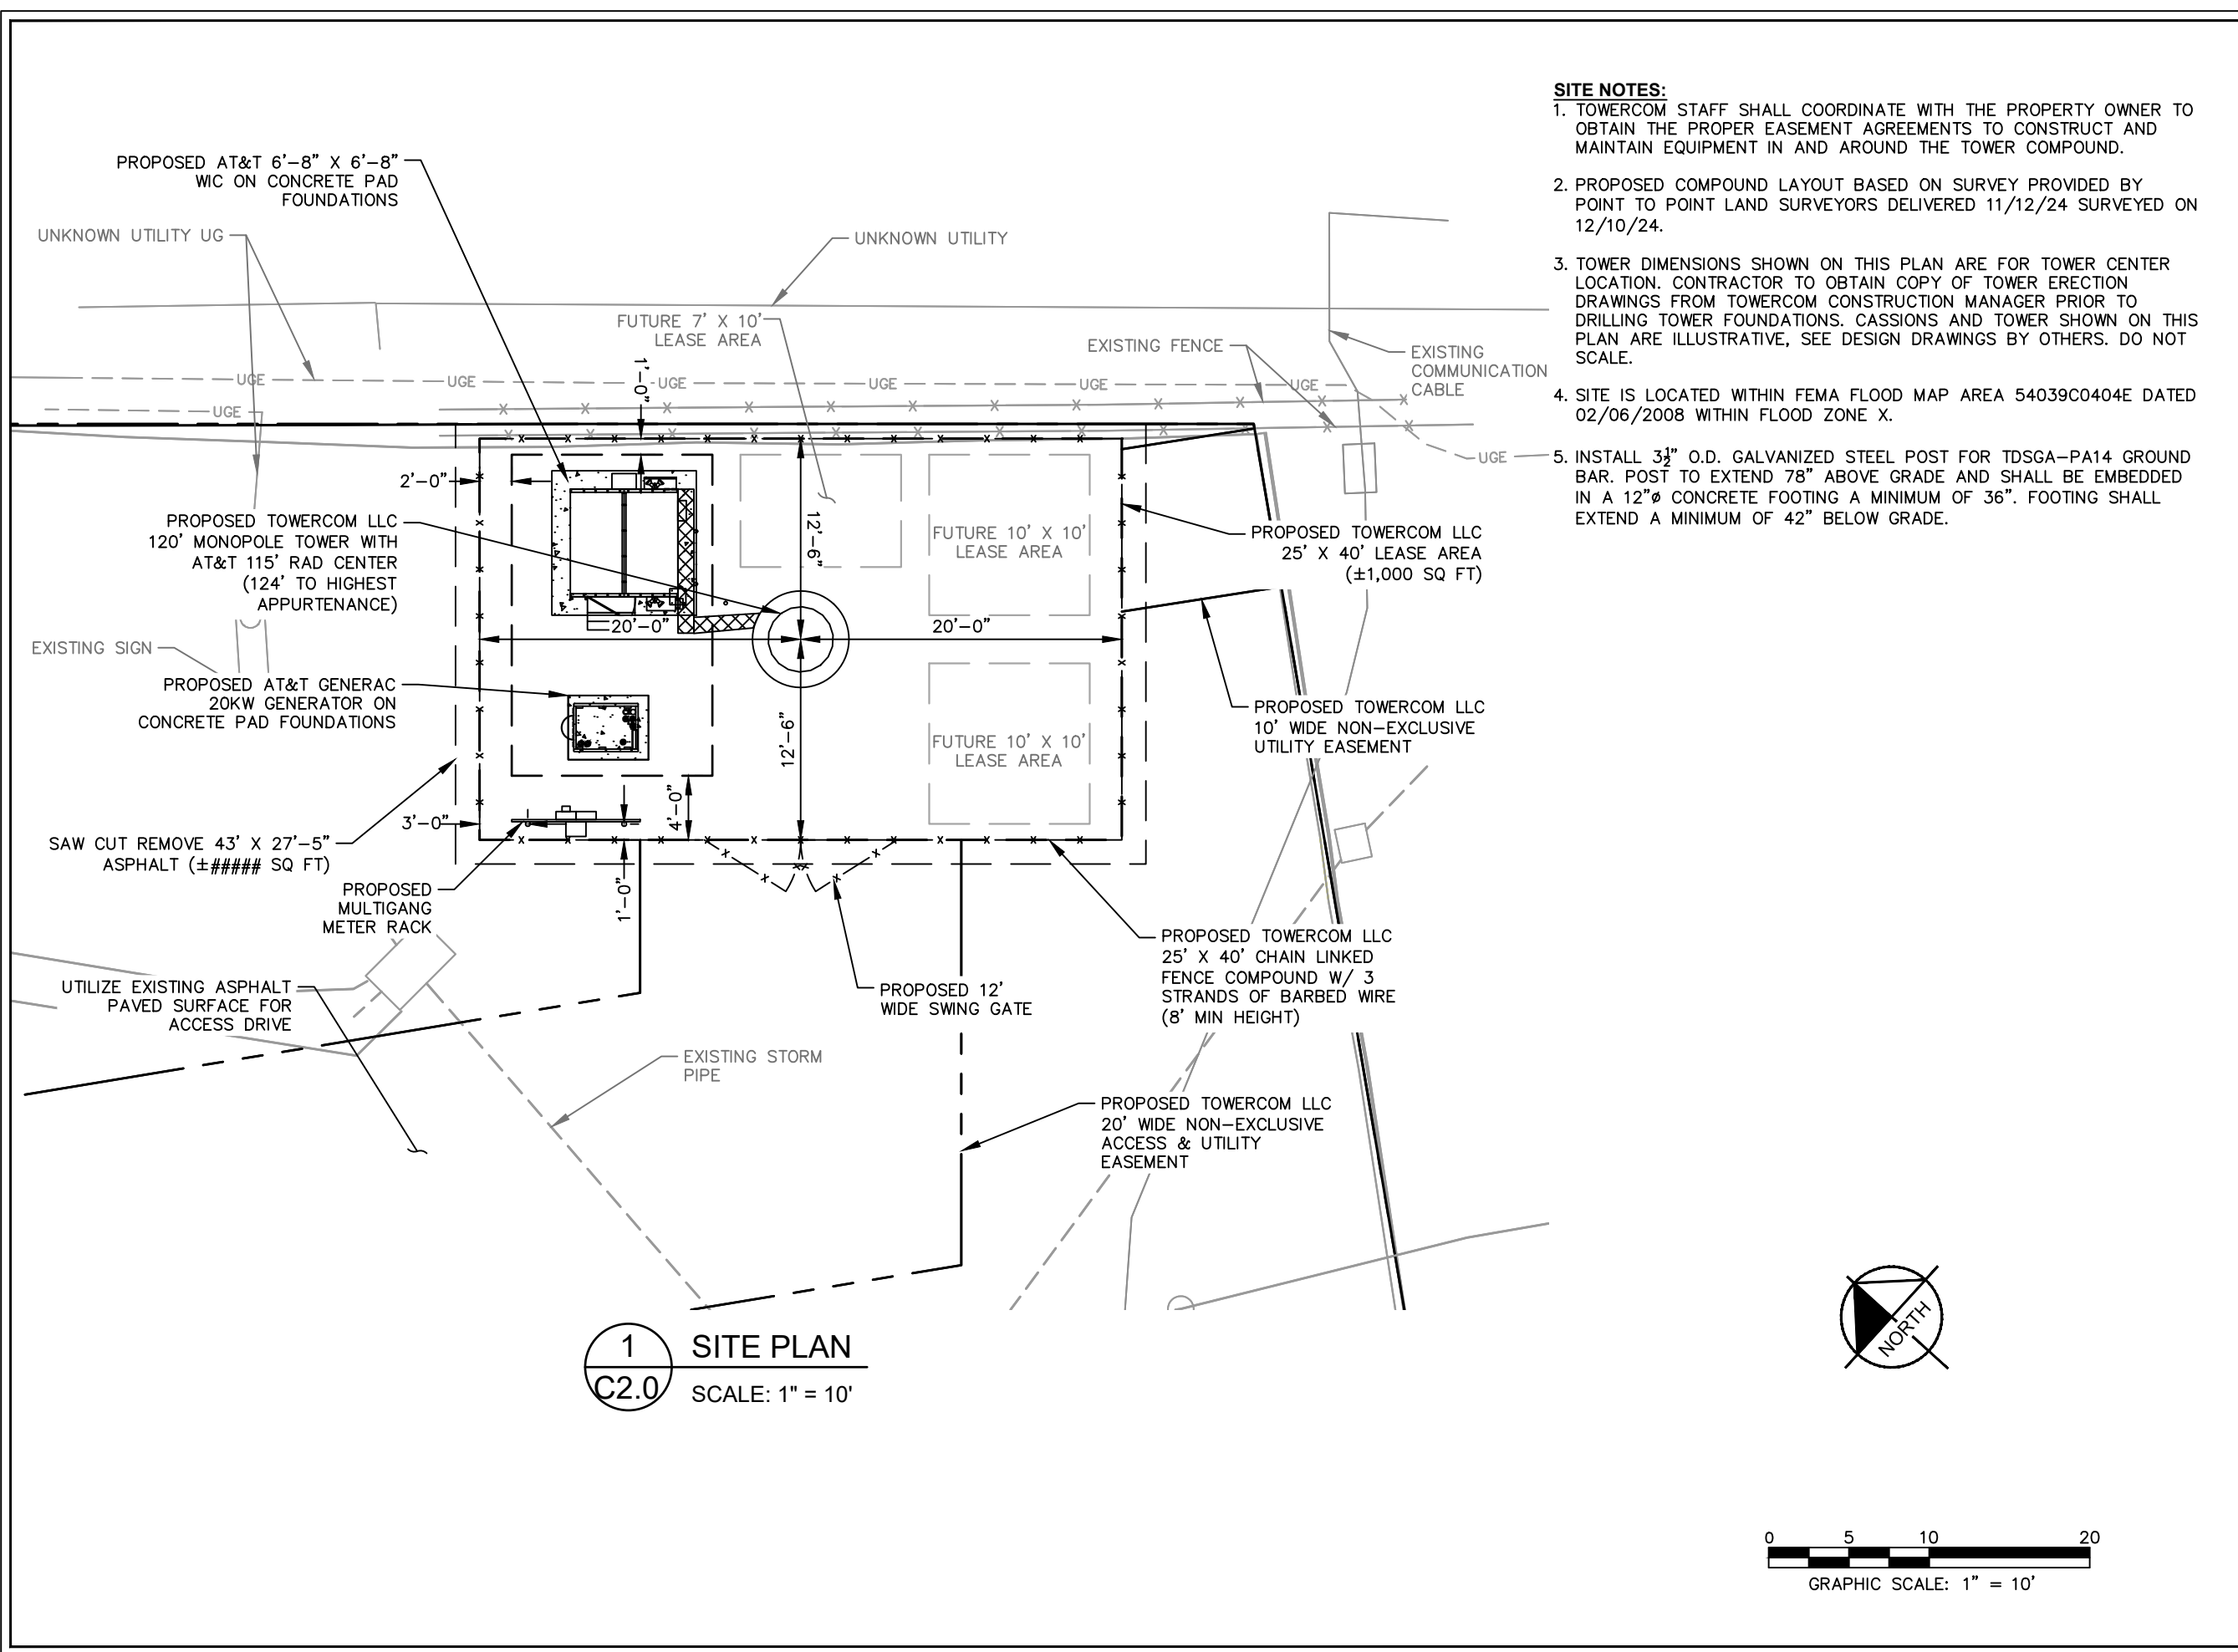 SITE NOTES:
1. TOWERCOM STAFF SHALL COORDINATE WITH THE PROPERTY OWNER TO
OBTAIN THE PROPER EASEMENT AGREEMENTS TO CONSTRUCT AND
MAINTAIN EQUIPMENT IN AND AROUND THE TOWER COMPOUND.
2. PROPOSED COMPOUND LAYOUT BASED ON SURVEY PROVIDED BY
POINT TO POINT LAND SURVEYORS DELIVERED 11/12/24 SURVEYED ON
12/10/24.
3. TOWER DIMENSIONS SHOWN ON THIS PLAN ARE FOR TOWER CENTER
LOCATION. CONTRACTOR TO OBTAIN COPY OF TOWER ERECTION
DRAWINGS FROM TOWERCOM CONSTRUCTION MANAGER PRIOR TO
DRILLING TOWER FOUNDATIONS. CASSIONS AND TOWER SHOWN ON THIS
PLAN ARE ILLUSTRATIVE, SEE DESIGN DRAWINGS BY OTHERS. DO NOT
SCALE.
4. SITE IS LOCATED WITHIN FEMA FLOOD MAP AREA 54039C0404E DATED
02/06/2008 WITHIN FLOOD ZONE X.
5. INSTALL 3½" O.D. GALVANIZED STEEL POST FOR TDSGA-PA14 GROUND
BAR. POST TO EXTEND 78" ABOVE GRADE AND SHALL BE EMBEDDED
IN A 12"ø CONCRETE FOOTING A MINIMUM OF 36". FOOTING SHALL
EXTEND A MINIMUM OF 42" BELOW GRADE.
PROPOSED AT&T 6'-8" X 6'-8"
WIC ON CONCRETE PAD
FOUNDATIONS
UNKNOWN UTILITY UG
UNKNOWN UTILITY
FUTURE 7' X 10'
LEASE AREA
EXISTING FENCE
EXISTING
COMMUNICATION
CABLE
1'-0"
UGE
UGE
UGE
UGE
UGE
UGE
UGE
UGE
2'-0"
PROPOSED TOWERCOM LLC
120' MONOPOLE TOWER WITH
AT&T 115' RAD CENTER
(124' TO HIGHEST
APPURTENANCE)
12'-6"
FUTURE 10' X 10'
LEASE AREA
PROPOSED TOWERCOM LLC
25' X 40' LEASE AREA
(±1,000 SQ FT)
20'-0"
20'-0"
EXISTING SIGN
PROPOSED AT&T GENERAC
20KW GENERATOR ON
CONCRETE PAD FOUNDATIONS
12'-6"
FUTURE 10' X 10'
LEASE AREA
PROPOSED TOWERCOM LLC
10' WIDE NON-EXCLUSIVE
UTILITY EASEMENT
3'-0"
4'-0"
SAW CUT REMOVE 43' X 27'-5"
ASPHALT (±##### SQ FT)
1'-0"
PROPOSED
MULTIGANG
METER RACK
PROPOSED TOWERCOM LLC
25' X 40' CHAIN LINKED
FENCE COMPOUND W/ 3
STRANDS OF BARBED WIRE
(8' MIN HEIGHT)
UTILIZE EXISTING ASPHALT
PAVED SURFACE FOR
ACCESS DRIVE
PROPOSED 12'
WIDE SWING GATE
EXISTING STORM
PIPE
PROPOSED TOWERCOM LLC
20' WIDE NON-EXCLUSIVE
ACCESS & UTILITY
EASEMENT
1
C2.0
SITE PLAN
SCALE: 1" = 10'
NORTH
0 5 10 20
GRAPHIC SCALE: 1" = 10'